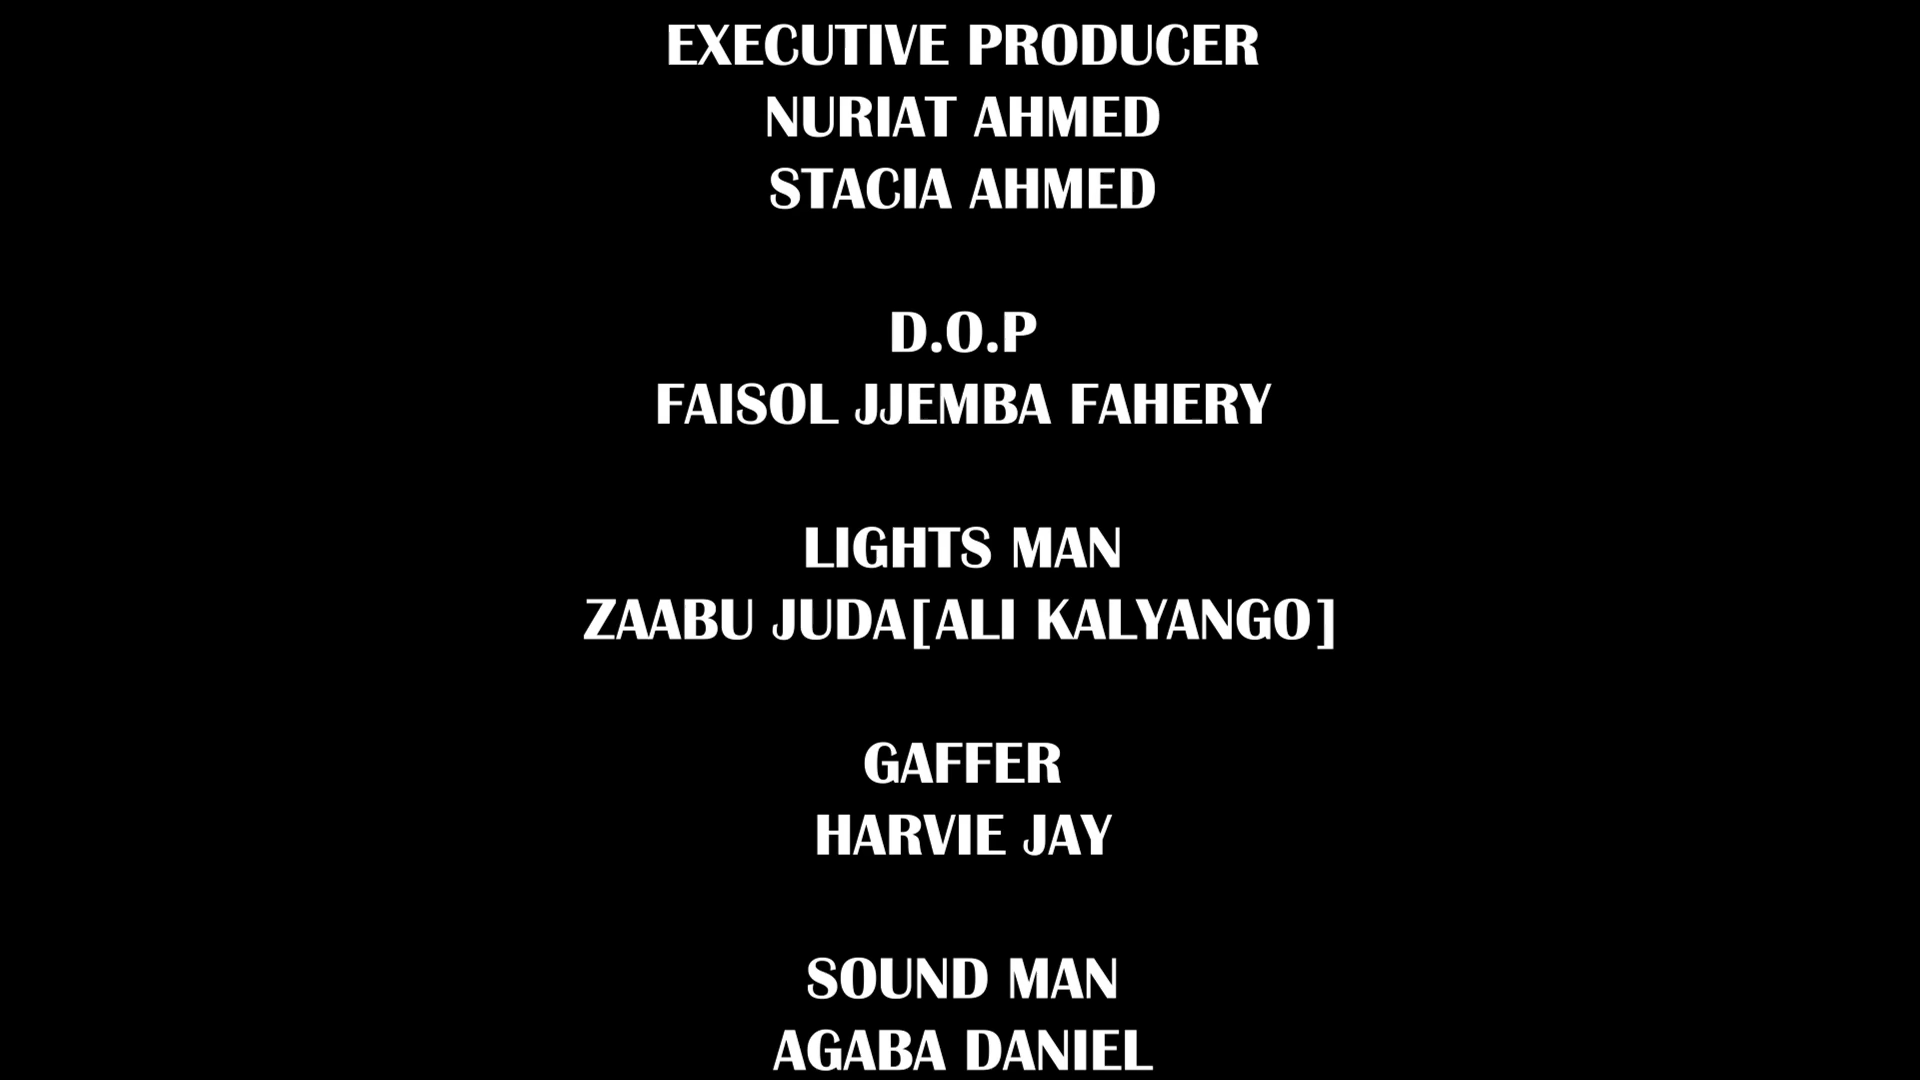 EXECUTIVE PRODUCER
NURIAT AHMED
STACIA AHMED
D.O.P
FAISOL JJEMBA FAHERY
LIGHTS MAN
ZAABU JUDA[ALI KALYANGO]
GAFFER
HARVIE JAY
SOUND MAN
AGABA DANIEL